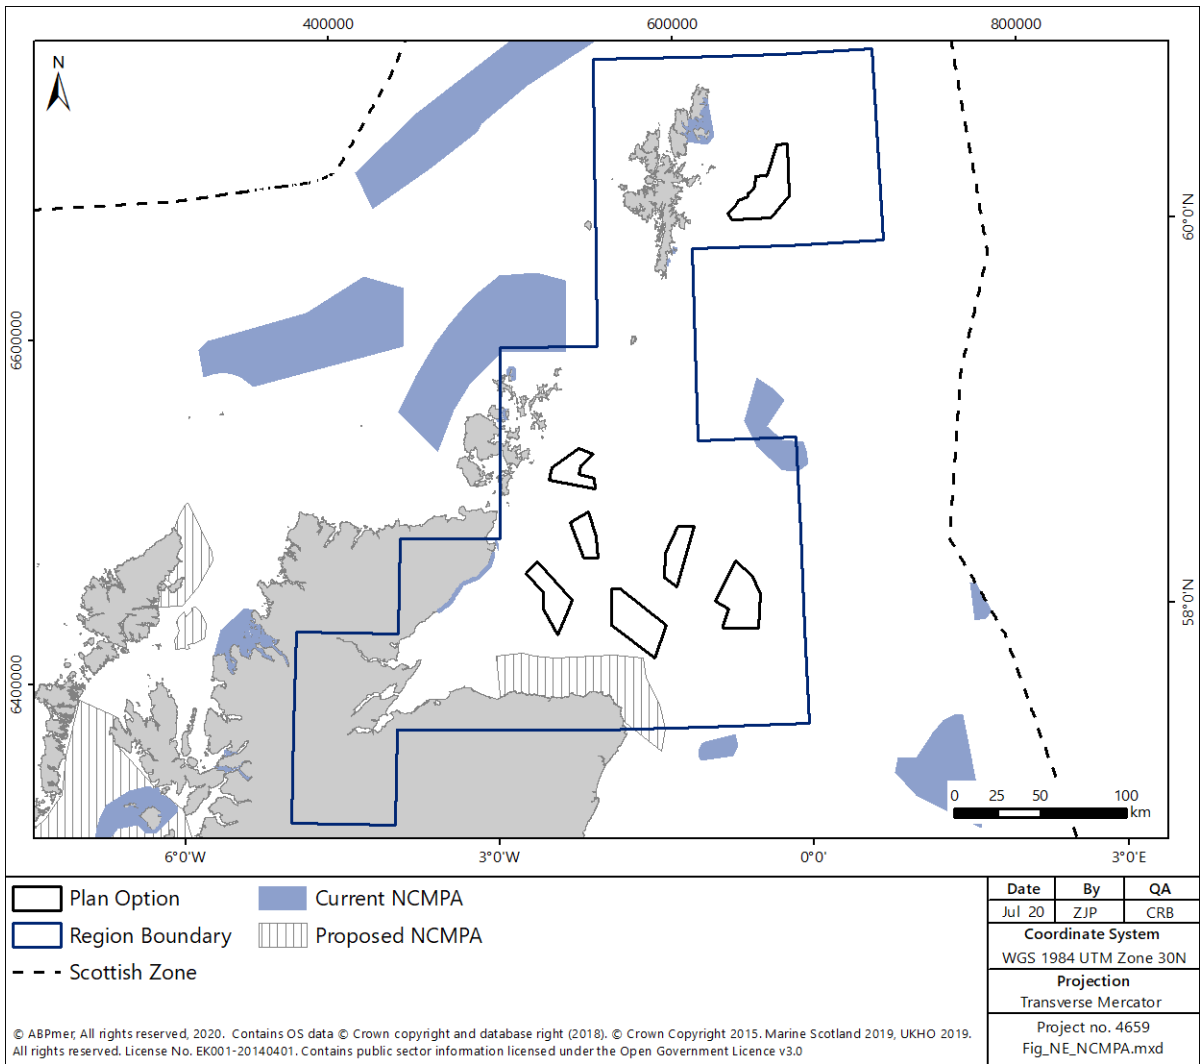 400000 600000 800000
N
60°0'N
6600000
58°0'N
6400000
0 25 50 100
km
6°0'W 3°0'W 0°0' 3°0'E
Plan Option
Current NCMPA
Region Boundary
Proposed NCMPA
Scottish Zone
Date By QA
Jul 20 ZJP CRB
Coordinate System
WGS 1984 UTM Zone 30N
Projection
Transverse Mercator
Project no. 4659
Fig_NE_NCMPA.mxd
© ABPmer, All rights reserved, 2020. Contains OS data © Crown copyright and database right (2018). © Crown Copyright 2015. Marine Scotland 2019, UKHO 2019.
All rights reserved. License No. EK001-20140401. Contains public sector information licensed under the Open Government Licence v3.0